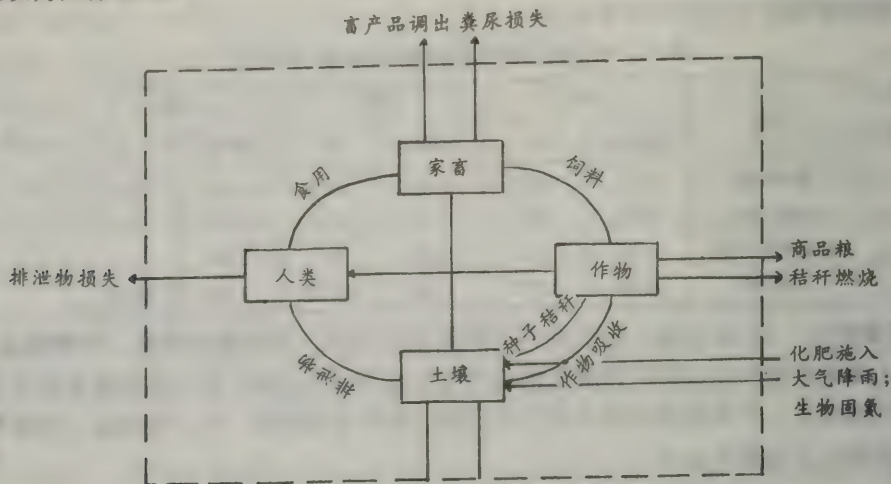 畜产品调出 粪尿损失
家畜
食用
饲料
商品粮
排泄物损失
人类
作物
秸秆燃烧
种子秸秆
作物吸收
排泄物
土壤
化肥施入
大气降雨;
生物固氮